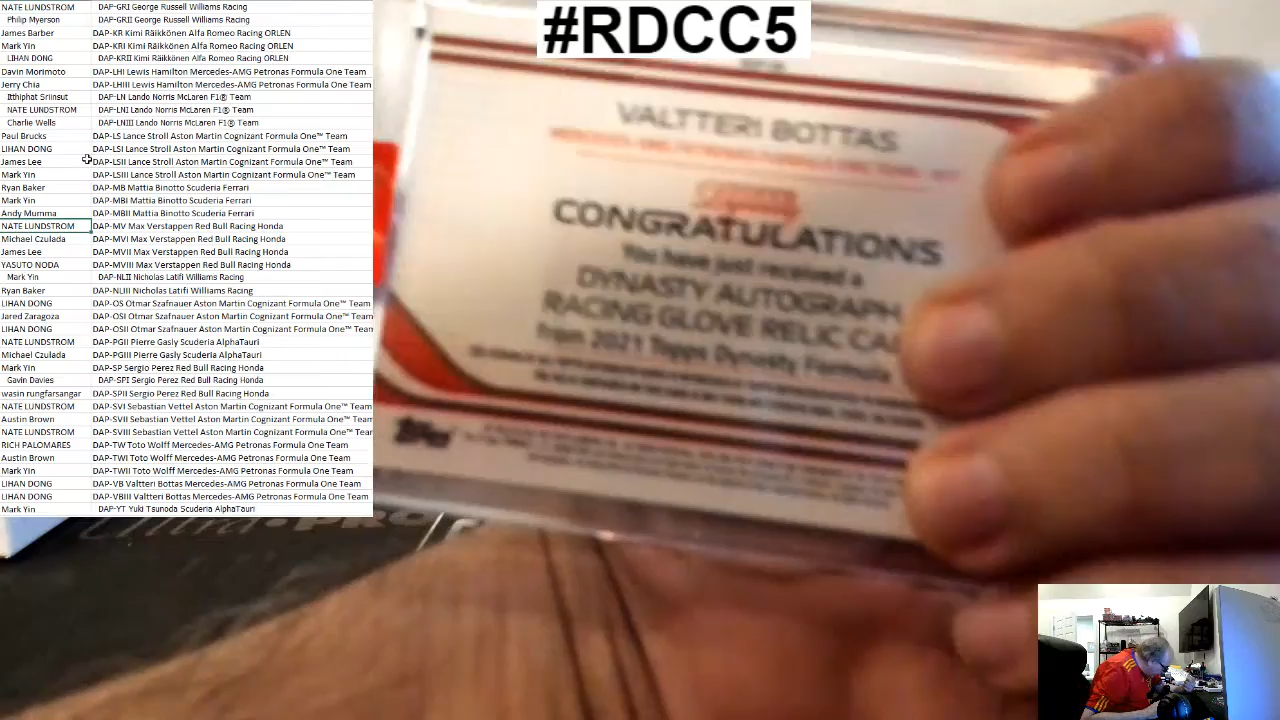 #RDCC5
NATE LUNDSTROM DAP-GRI George Russell Williams Racing
Philip Myerson DAP-GRII George Russell Williams Racing
James Barber DAP-KR Kimi Räikkönen Alfa Romeo Racing ORLEN
Mark Yin DAP-KRI Kimi Räikkönen Alfa Romeo Racing ORLEN
LIHAN DONG DAP-KRII Kimi Räikkönen Alfa Romeo Racing ORLEN
Davin Morimoto DAP-LHI Lewis Hamilton Mercedes-AMG Petronas Formula One Team
Jerry Chia DAP-LHIII Lewis Hamilton Mercedes-AMG Petronas Formula One Team
Itthiphat Sriinsut DAP-LN Lando Norris McLaren F1® Team
NATE LUNDSTROM DAP-LNI Lando Norris McLaren F1® Team
Charlie Wells DAP-LNIII Lando Norris McLaren F1® Team
Paul Brucks DAP-LS Lance Stroll Aston Martin Cognizant Formula One™ Team
LIHAN DONG DAP-LSI Lance Stroll Aston Martin Cognizant Formula One™ Team
James Lee DAP-LSII Lance Stroll Aston Martin Cognizant Formula One™ Team
Mark Yin DAP-LSIII Lance Stroll Aston Martin Cognizant Formula One™ Team
Ryan Baker DAP-MB Mattia Binotto Scuderia Ferrari
Mark Yin DAP-MBI Mattia Binotto Scuderia Ferrari
Andy Mumma DAP-MBII Mattia Binotto Scuderia Ferrari
NATE LUNDSTROM DAP-MV Max Verstappen Red Bull Racing Honda
Michael Czulada DAP-MVI Max Verstappen Red Bull Racing Honda
James Lee DAP-MVII Max Verstappen Red Bull Racing Honda
YASUTO NODA DAP-MVIII Max Verstappen Red Bull Racing Honda
Mark Yin DAP-NLII Nicholas Latifi Williams Racing
Ryan Baker DAP-NLIII Nicholas Latifi Williams Racing
LIHAN DONG DAP-OS Otmar Szafnauer Aston Martin Cognizant Formula One™ Team
Jared Zaragoza DAP-OSI Otmar Szafnauer Aston Martin Cognizant Formula One™ Team
LIHAN DONG DAP-OSII Otmar Szafnauer Aston Martin Cognizant Formula One™ Team
NATE LUNDSTROM DAP-PGII Pierre Gasly Scuderia AlphaTauri
Michael Czulada DAP-PGIII Pierre Gasly Scuderia AlphaTauri
Mark Yin DAP-SP Sergio Perez Red Bull Racing Honda
Gavin Davies DAP-SPI Sergio Perez Red Bull Racing Honda
wasin rungfarsangar DAP-SPII Sergio Perez Red Bull Racing Honda
NATE LUNDSTROM DAP-SVI Sebastian Vettel Aston Martin Cognizant Formula One™ Team
Austin Brown DAP-SVII Sebastian Vettel Aston Martin Cognizant Formula One™ Team
NATE LUNDSTROM DAP-SVIII Sebastian Vettel Aston Martin Cognizant Formula One™ Team
RICH PALOMARES DAP-TW Toto Wolff Mercedes-AMG Petronas Formula One Team
Austin Brown DAP-TWI Toto Wolff Mercedes-AMG Petronas Formula One Team
Mark Yin DAP-TWII Toto Wolff Mercedes-AMG Petronas Formula One Team
LIHAN DONG DAP-VB Valtteri Bottas Mercedes-AMG Petronas Formula One Team
LIHAN DONG DAP-VBIII Valtteri Bottas Mercedes-AMG Petronas Formula One Team
Mark Yin DAP-YT Yuki Tsunoda Scuderia AlphaTauri
VALTTERI BOTTAS
CONGRATULATIONS
You have just received a
DYNASTY AUTOGRAPH
RACING GLOVE RELIC CA
from 2021 Topps Dynasty Formula
topps
Ultra·PRO